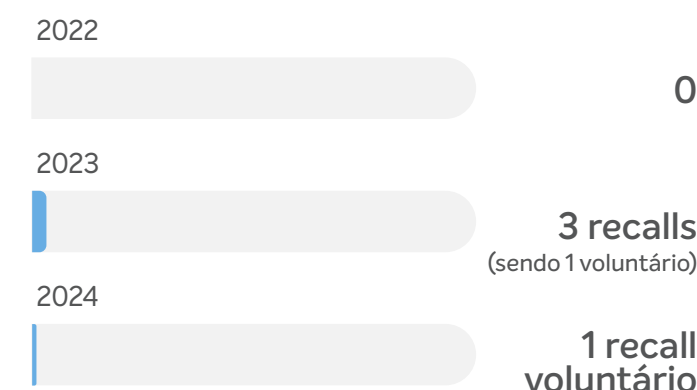 2022
0
2023
3 recalls
(sendo 1 voluntário)
2024
1 recall
voluntário